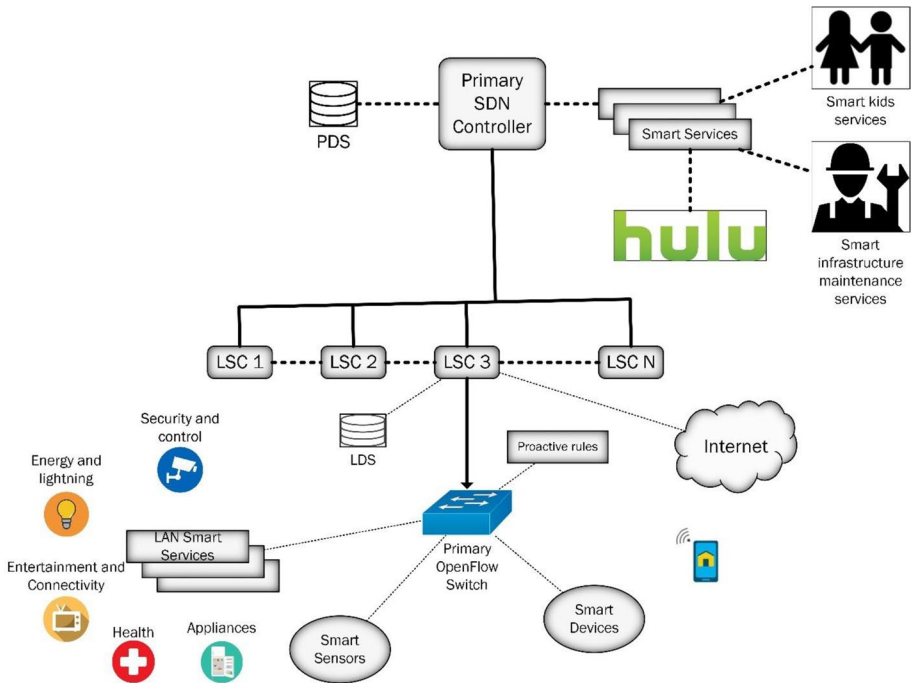 Primary
SDN
Controller
PDS
Smart Services
Smart kids
services
hulu
Smart
infrastructure
maintenance
services
LSC 1
LSC 2
LSC 3
LSC N
Security and
control
LDS
Proactive rules
Internet
Energy and
lightning
LAN Smart
Services
Primary
OpenFlow
Switch
Entertainment and
Connectivity
Health
Appliances
Smart
Sensors
Smart
Devices